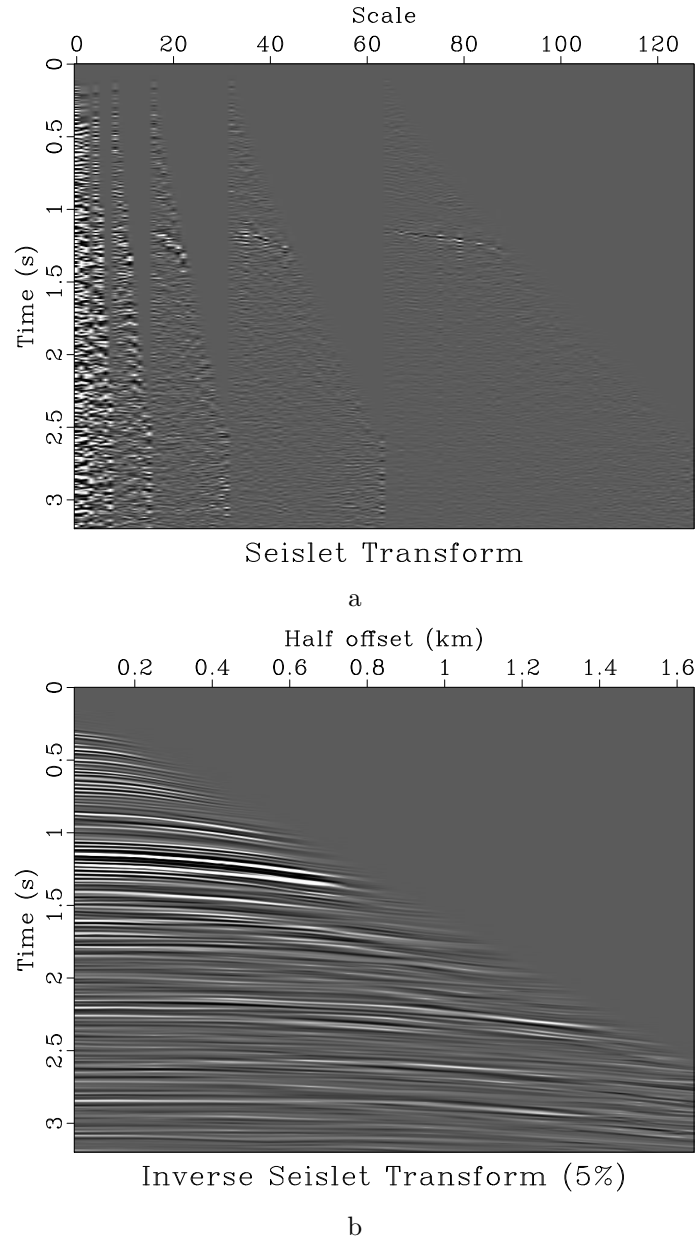 Scale
0 20 40 60 80 100 120
0
0.5
1
1.5
2
2.5
3
Time (s)
Seislet Transform
a
Half offset (km)
0.2 0.4 0.6 0.8 1 1.2 1.4 1.6
0
0.5
1
1.5
2
2.5
3
Time (s)
Inverse Seislet Transform (5%)
b